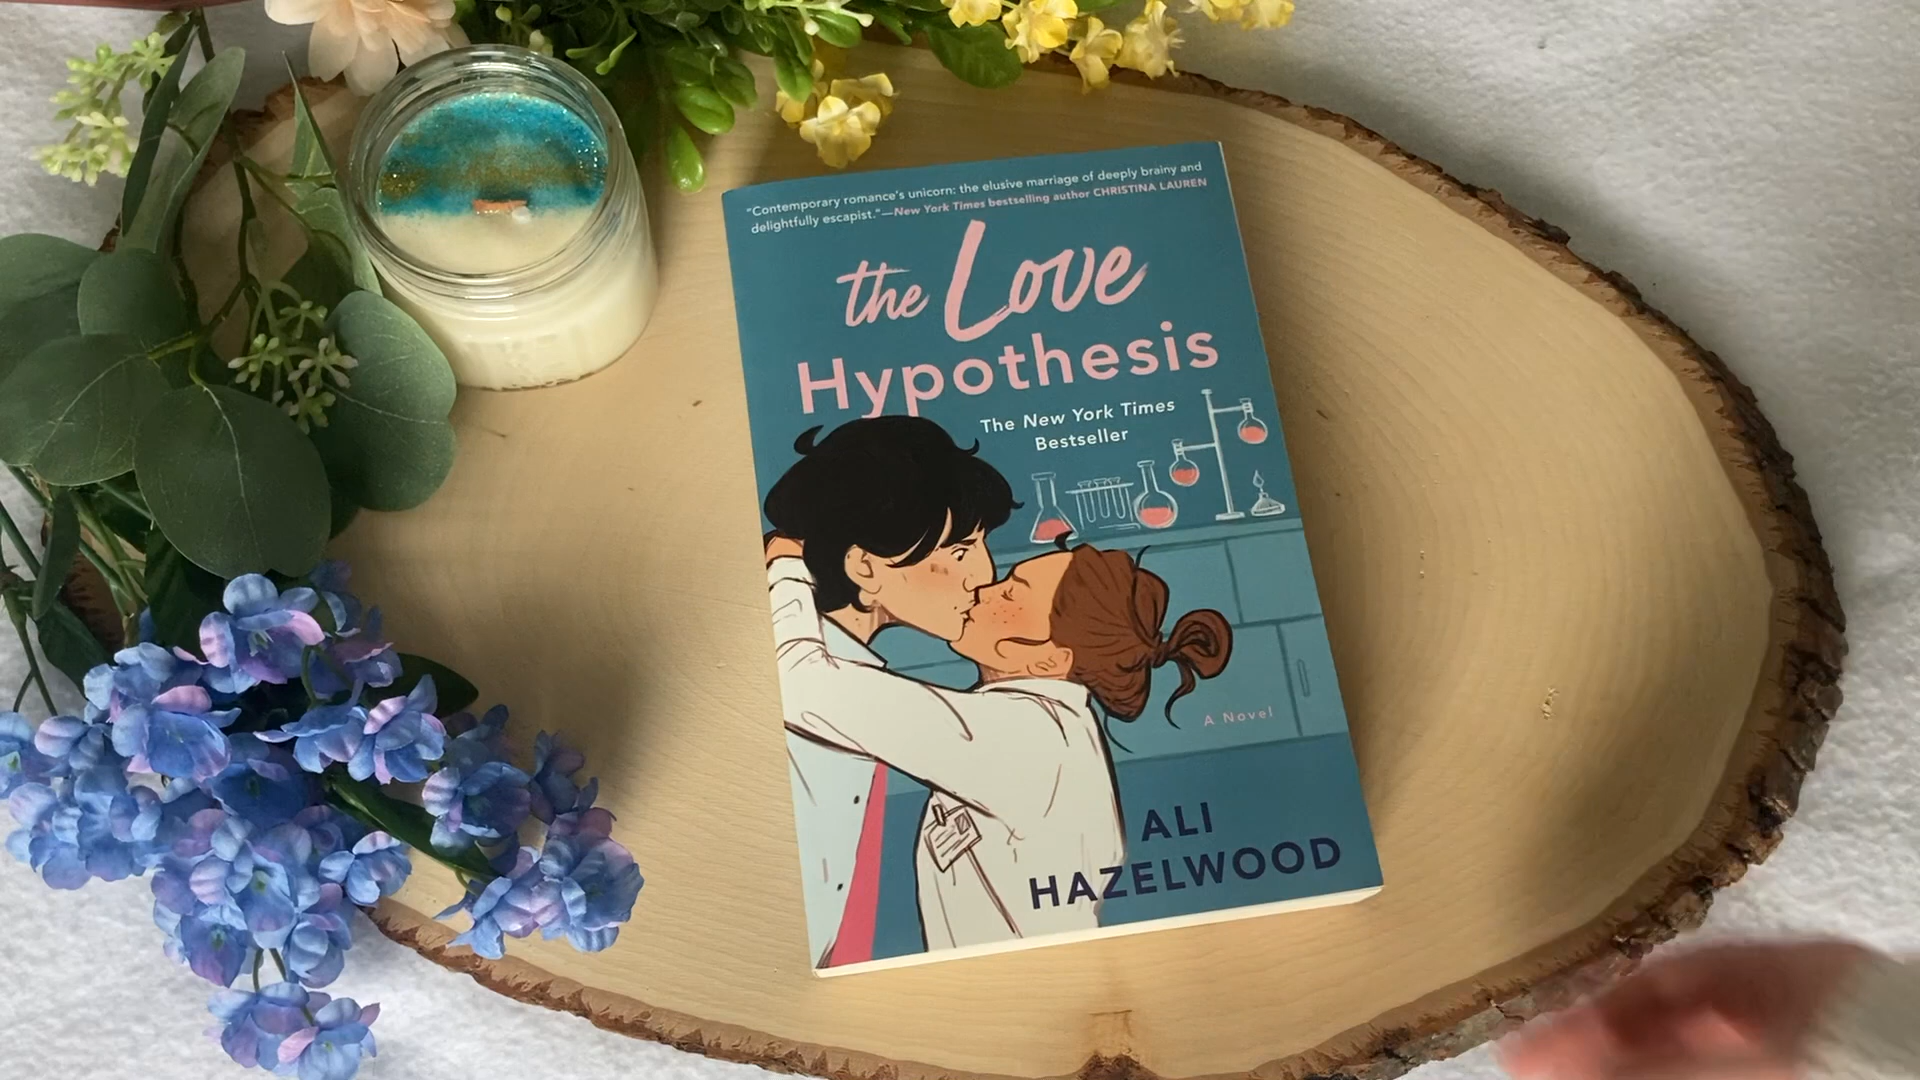 "Contemporary romance's unicorn: the elusive marriage of deeply brainy and
delightfully escapist."—New York Times bestselling author CHRISTINA LAUREN
the Love
Hypothesis
The New York Times
Bestseller
A Novel
ALI
HAZELWOOD